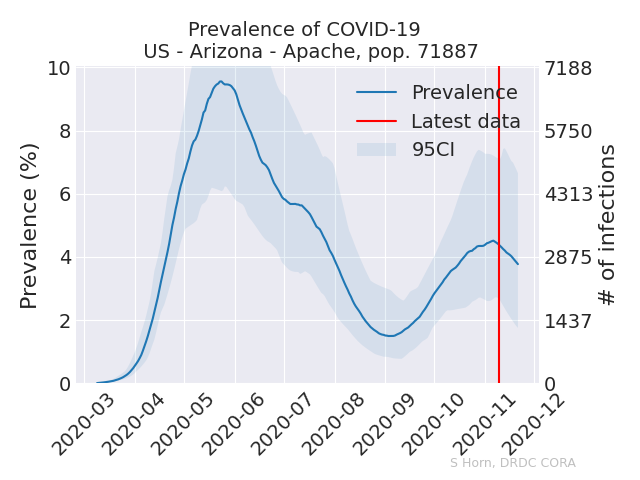 Prevalence of COVID-19
US - Arizona - Apache, pop. 71887
Prevalence (%)
10
8
6
4
2
0
7188
5750
4313
2875
1437
0
# of infections
Prevalence
Latest data
95CI
2020-03
2020-04
2020-05
2020-06
2020-07
2020-08
2020-09
2020-10
2020-11
2020-12
S Horn, DRDC CORA